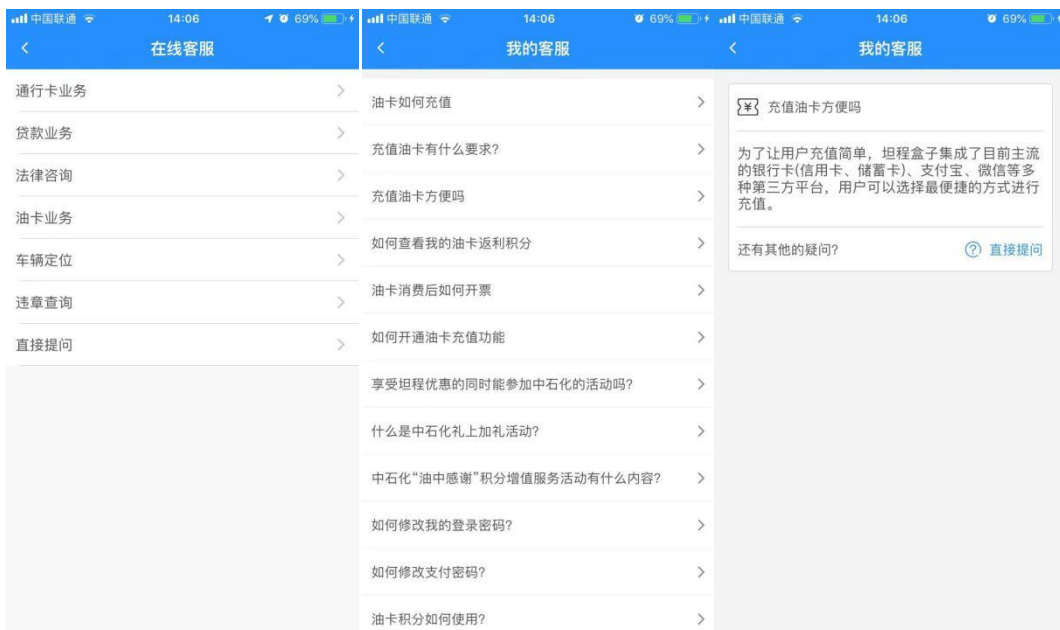 中国联通 14:06 69%
在线客服
通行卡业务
贷款业务
法律咨询
油卡业务
车辆定位
违章查询
直接提问
中国联通 14:06 69%
我的客服
油卡如何充值
充值油卡有什么要求?
充值油卡方便吗
如何查看我的油卡返利积分
油卡消费后如何开票
如何开通油卡充值功能
享受坦程优惠的同时能参加中石化的活动吗?
什么是中石化礼上加礼活动?
中石化“油中感谢”积分增值服务活动有什么内容?
如何修改我的登录密码?
如何修改支付密码?
油卡积分如何使用?
中国联通 14:06 69%
我的客服
充值油卡方便吗
为了让用户充值简单，坦程盒子集成了目前主流
的银行卡(信用卡、储蓄卡)、支付宝、微信等多
种第三方平台，用户可以选择最便捷的方式进行
充值。
还有其他的疑问? 直接提问